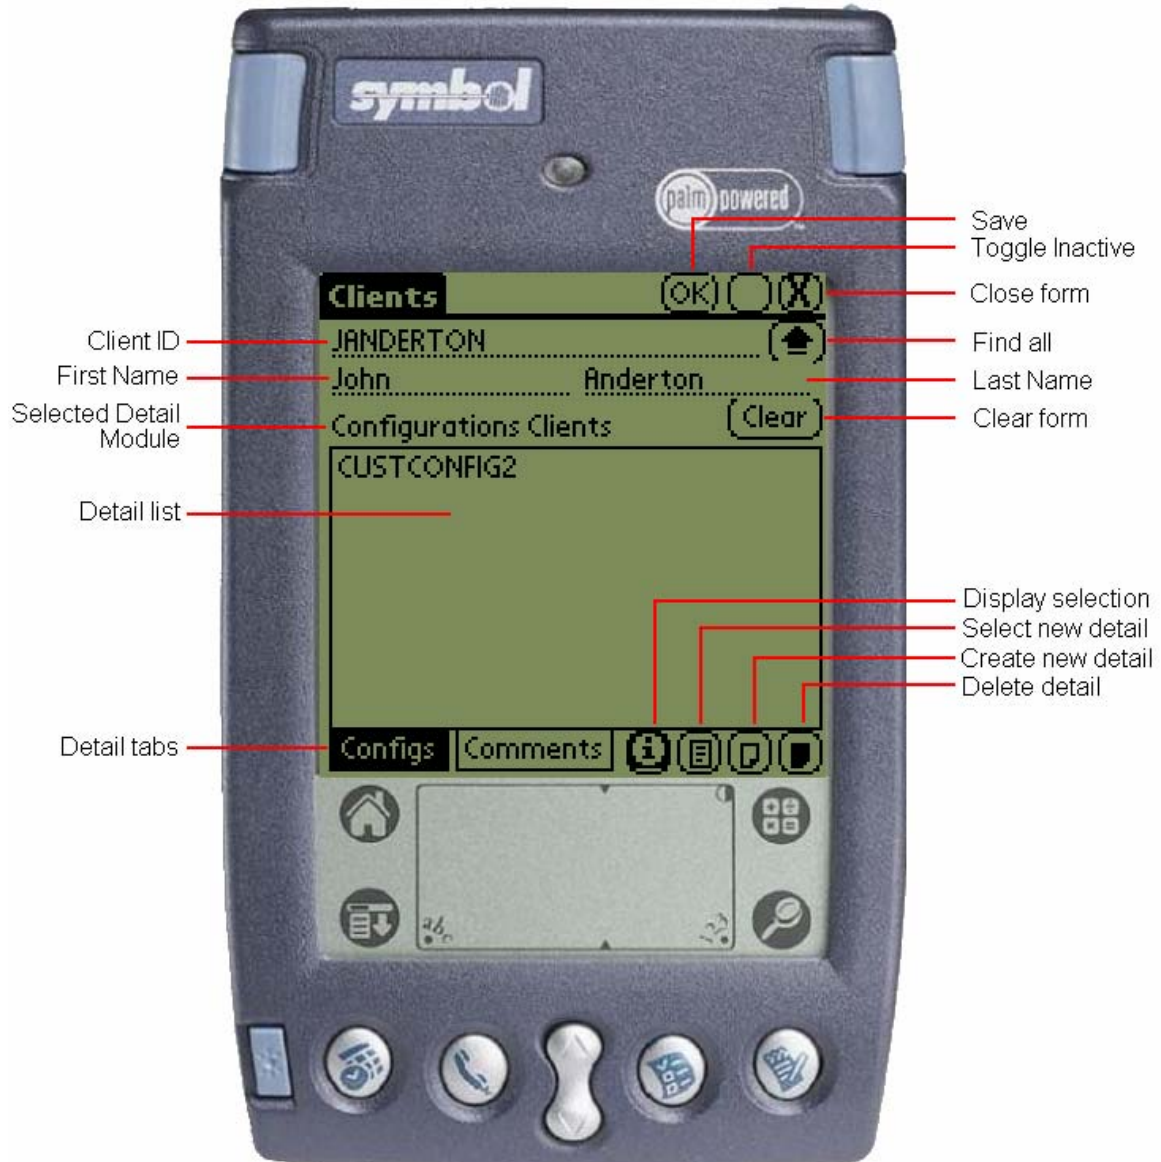 symbol
palm powered
Save
Toggle Inactive
Clients OK X
Close form
Client ID
JANDERTON
Find all
First Name
John Anderton
Last Name
Selected Detail
Module
Configurations Clients
Clear
Clear form
CUSTCONFIG2
Detail list
Display selection
Select new detail
Create new detail
Delete detail
Detail tabs
Configs Comments i
abc
123